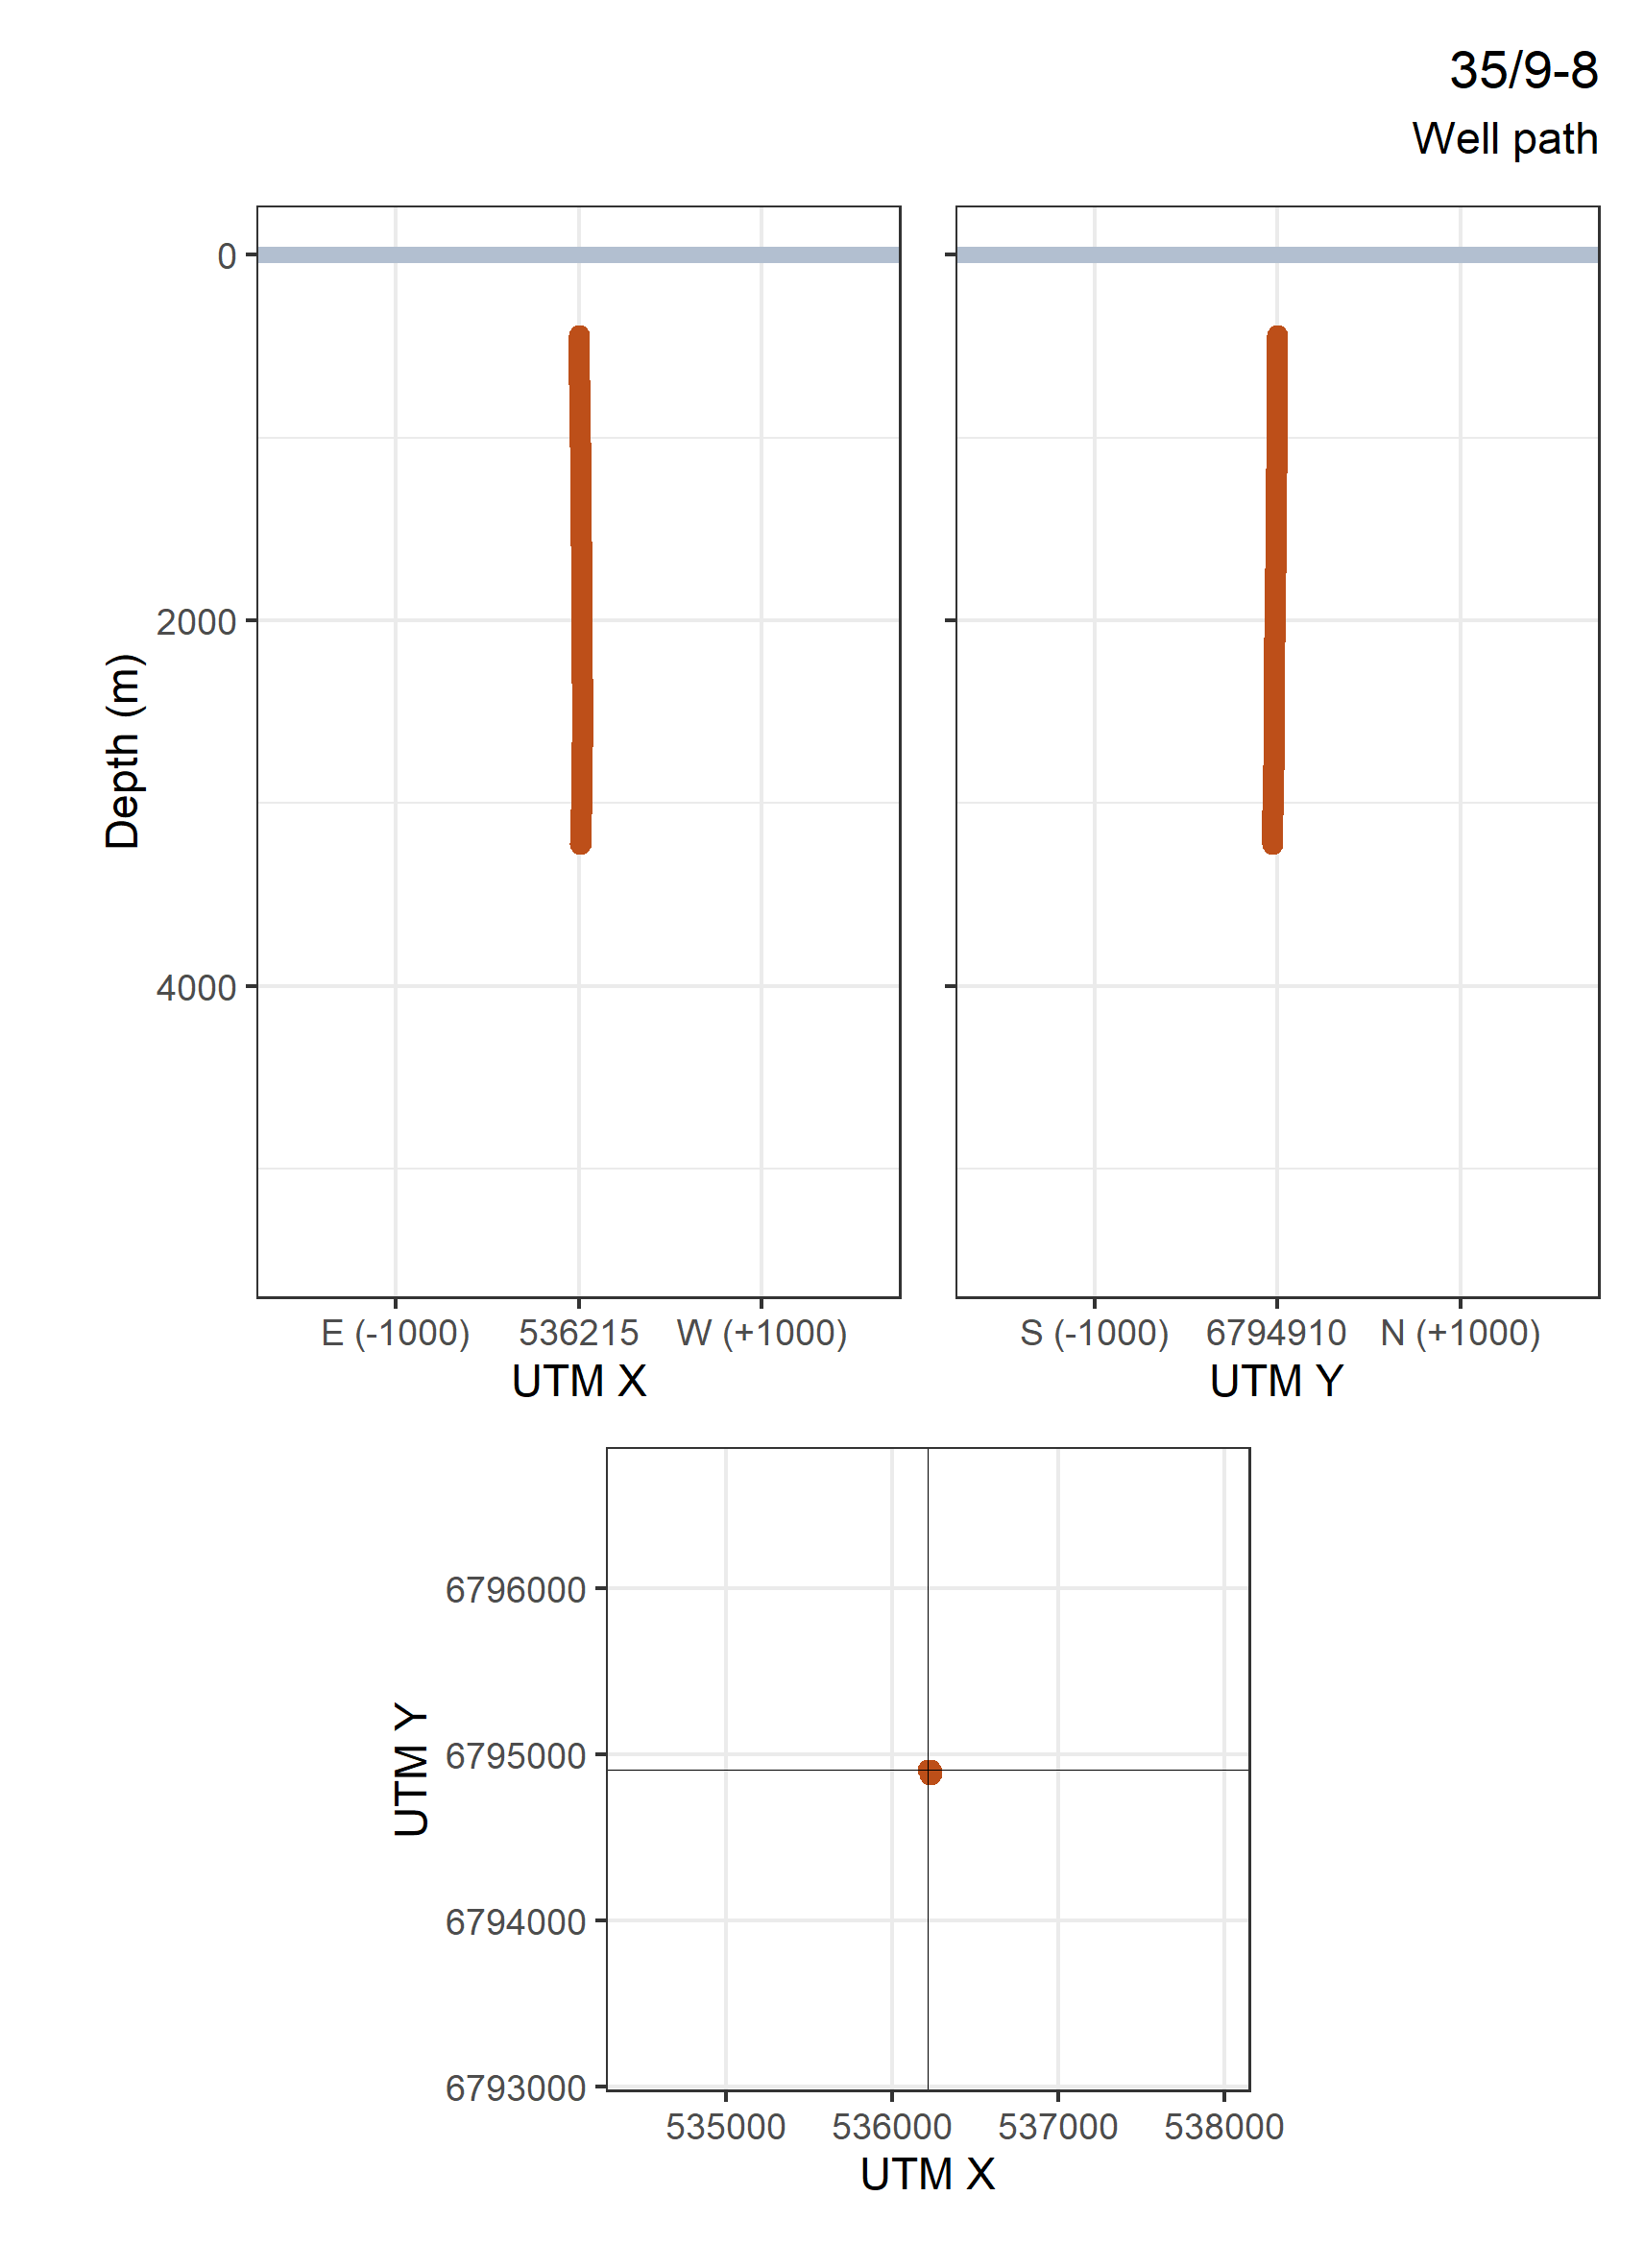 35/9-8
Well path
0
2000
4000
Depth (m)
E (-1000) 536215 W (+1000)
UTM X
S (-1000) 6794910 N (+1000)
UTM Y
6796000
6795000
6794000
6793000
UTM Y
535000 536000 537000 538000
UTM X